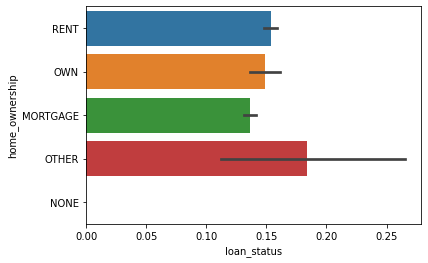 RENT
OWN
MORTGAGE
OTHER
NONE
home_ownership
0.00 0.05 0.10 0.15 0.20 0.25
loan_status